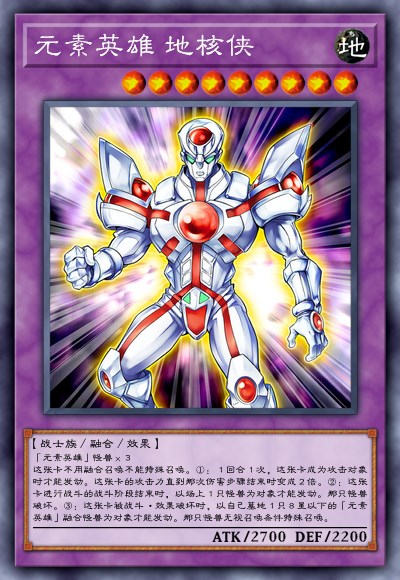 元素英雄 地核侠
地
【战士族／融合／效果】
「元素英雄」怪兽×3
这张卡不用融合召唤不能特殊召唤。①：1回合1次，这张卡成为攻击对象
时才能发动。这张卡的攻击力直到那次伤害步骤结束时变成2倍。②：这张
卡进行战斗的战斗阶段结束时，以场上1只怪兽为对象才能发动。那只怪兽
破坏。③：这张卡被战斗·效果破坏时，以自己墓地1只8星以下的「元素
英雄」融合怪兽为对象才能发动。那只怪兽无视召唤条件特殊召唤。
ATK/2700 DEF/2200